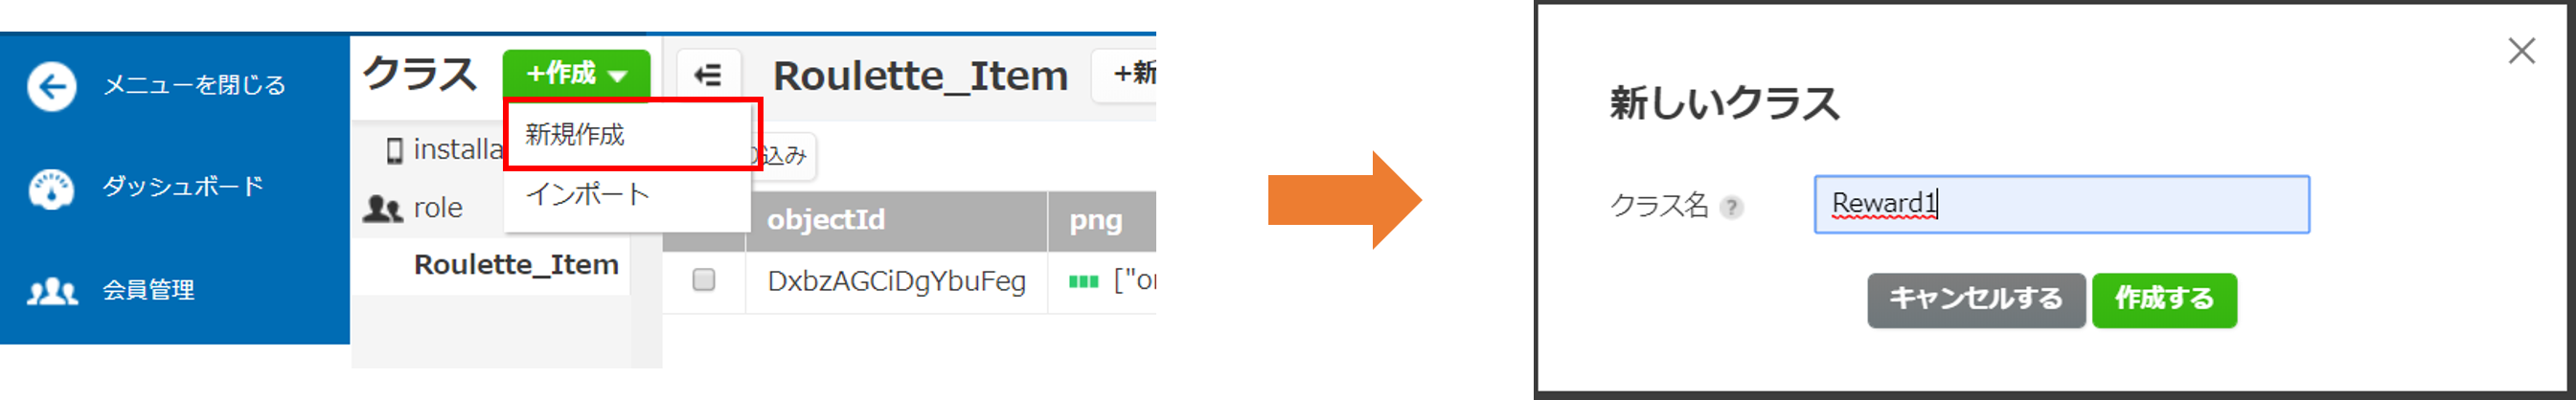 メニューを閉じる
ダッシュボード
会員管理
クラス
+作成
新規作成
インポート
installa
role
Roulette_Item
Roulette_Item
+新
込み
objectId
png
DxbzAGCiDgYbuFeg
["or
新しいクラス
クラス名 ?
Reward1
キャンセルする
作成する